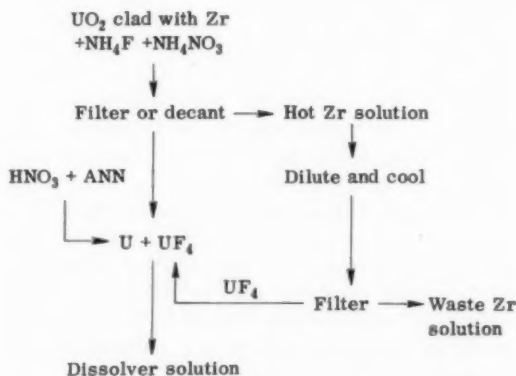 UO₂ clad with Zr
+NH₄F +NH₄NO₃
Filter or decant
Hot Zr solution
HNO₃ + ANN
Dilute and cool
U + UF₄
UF₄
Filter
Waste Zr
solution
Dissolver solution